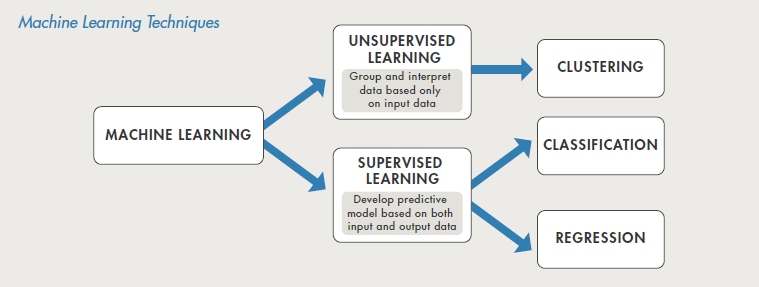 Machine Learning Techniques
MACHINE LEARNING
UNSUPERVISED
LEARNING
Group and interpret
data based only
on input data
CLUSTERING
SUPERVISED
LEARNING
Develop predictive
model based on both
input and output data
CLASSIFICATION
REGRESSION